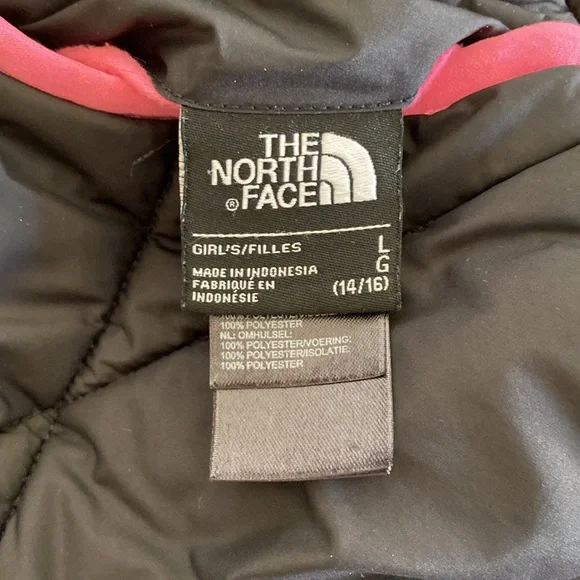 THE
NORTH
FACE
®
GIRL'S/FILLES L
MADE IN INDONESIA G
FABRIQUÉ EN (14/16)
INDONÉSIE
100% POLYESTER
NL: OMHULSEL:
100% POLYESTER/VOERING:
100% POLYESTER/ISOLATIE:
100% POLYESTER